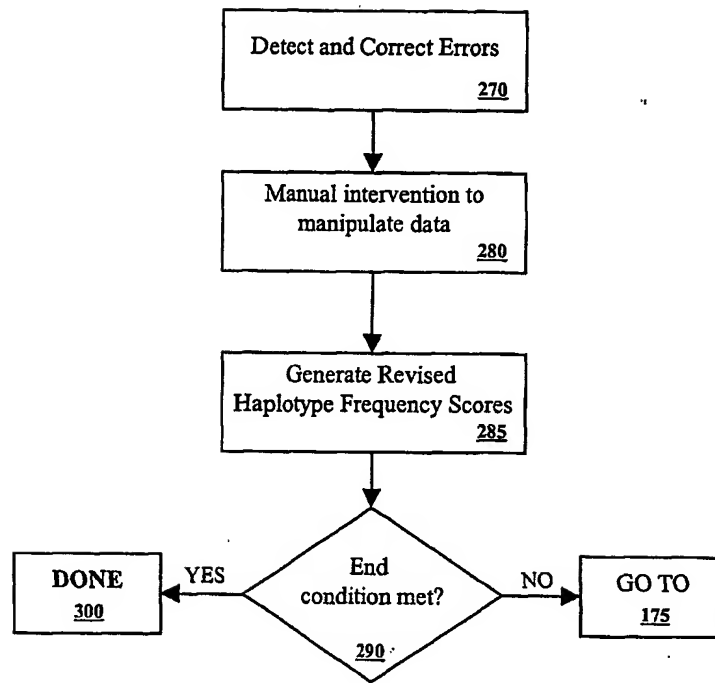 Detect and Correct Errors
270
Manual intervention to
manipulate data
280
Generate Revised
Haplotype Frequency Scores
285
DONE
300
YES
End
condition met?
290
NO
GO TO
175